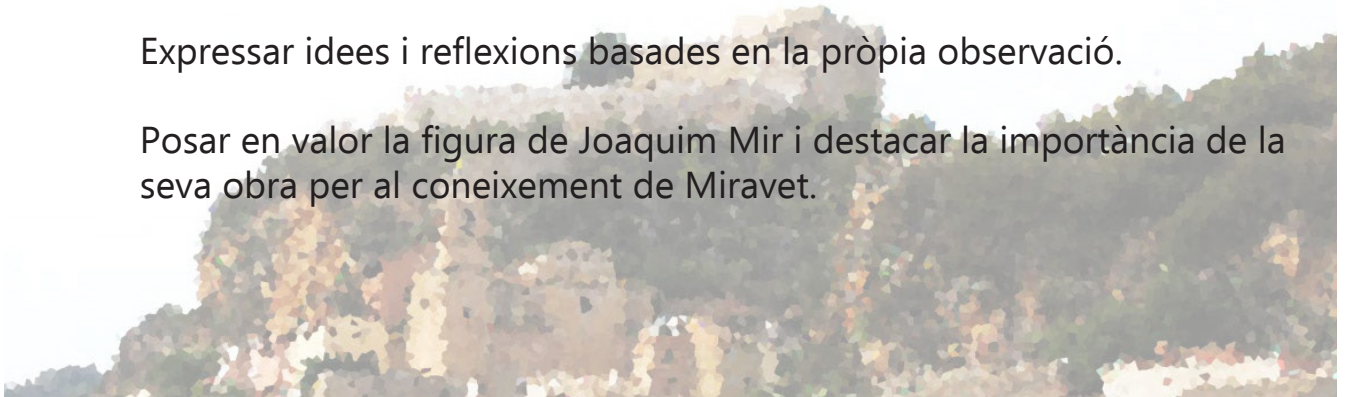 Expressar idees i reflexions basades en la pròpia observació.
Posar en valor la figura de Joaquim Mir i destacar la importància de la
seva obra per al coneixement de Miravet.